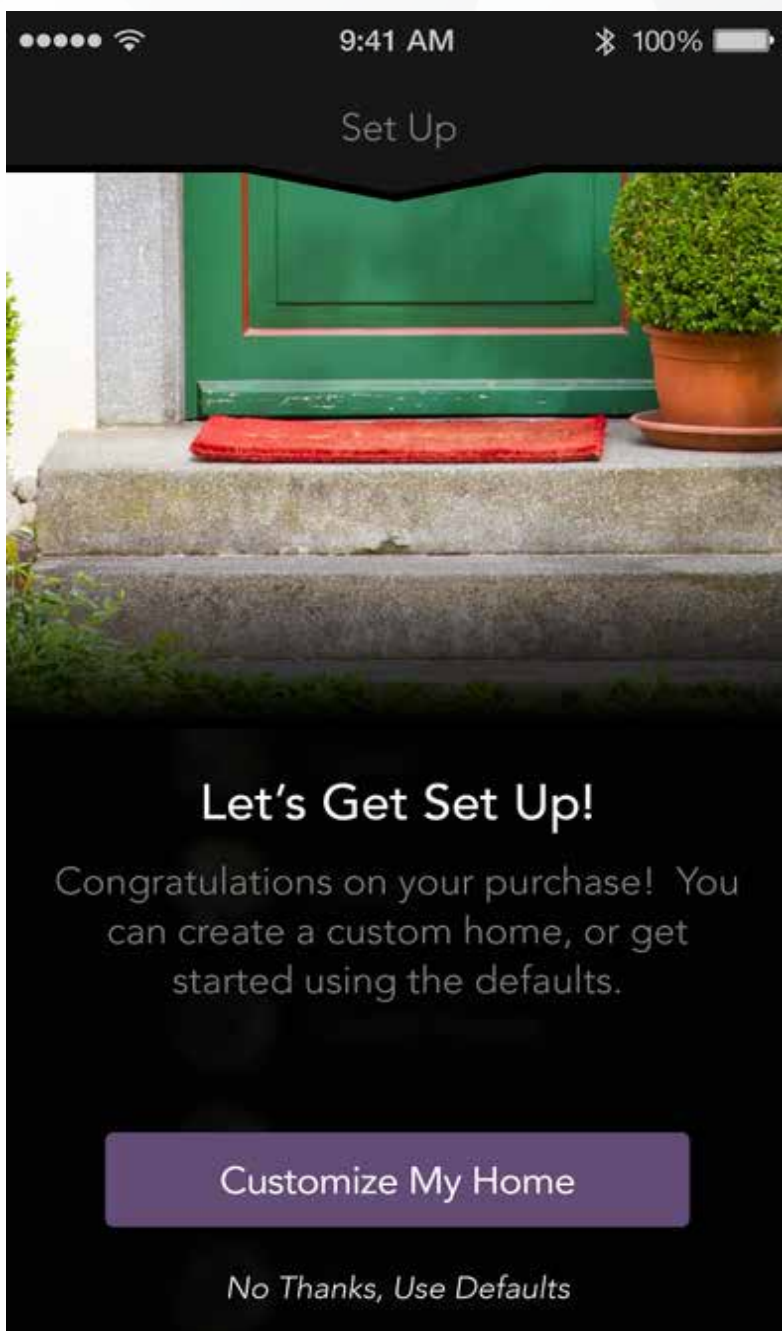 9:41 AM 100%
Set Up
Let's Get Set Up!
Congratulations on your purchase!  You
can create a custom home, or get
started using the defaults.
Customize My Home
No Thanks, Use Defaults